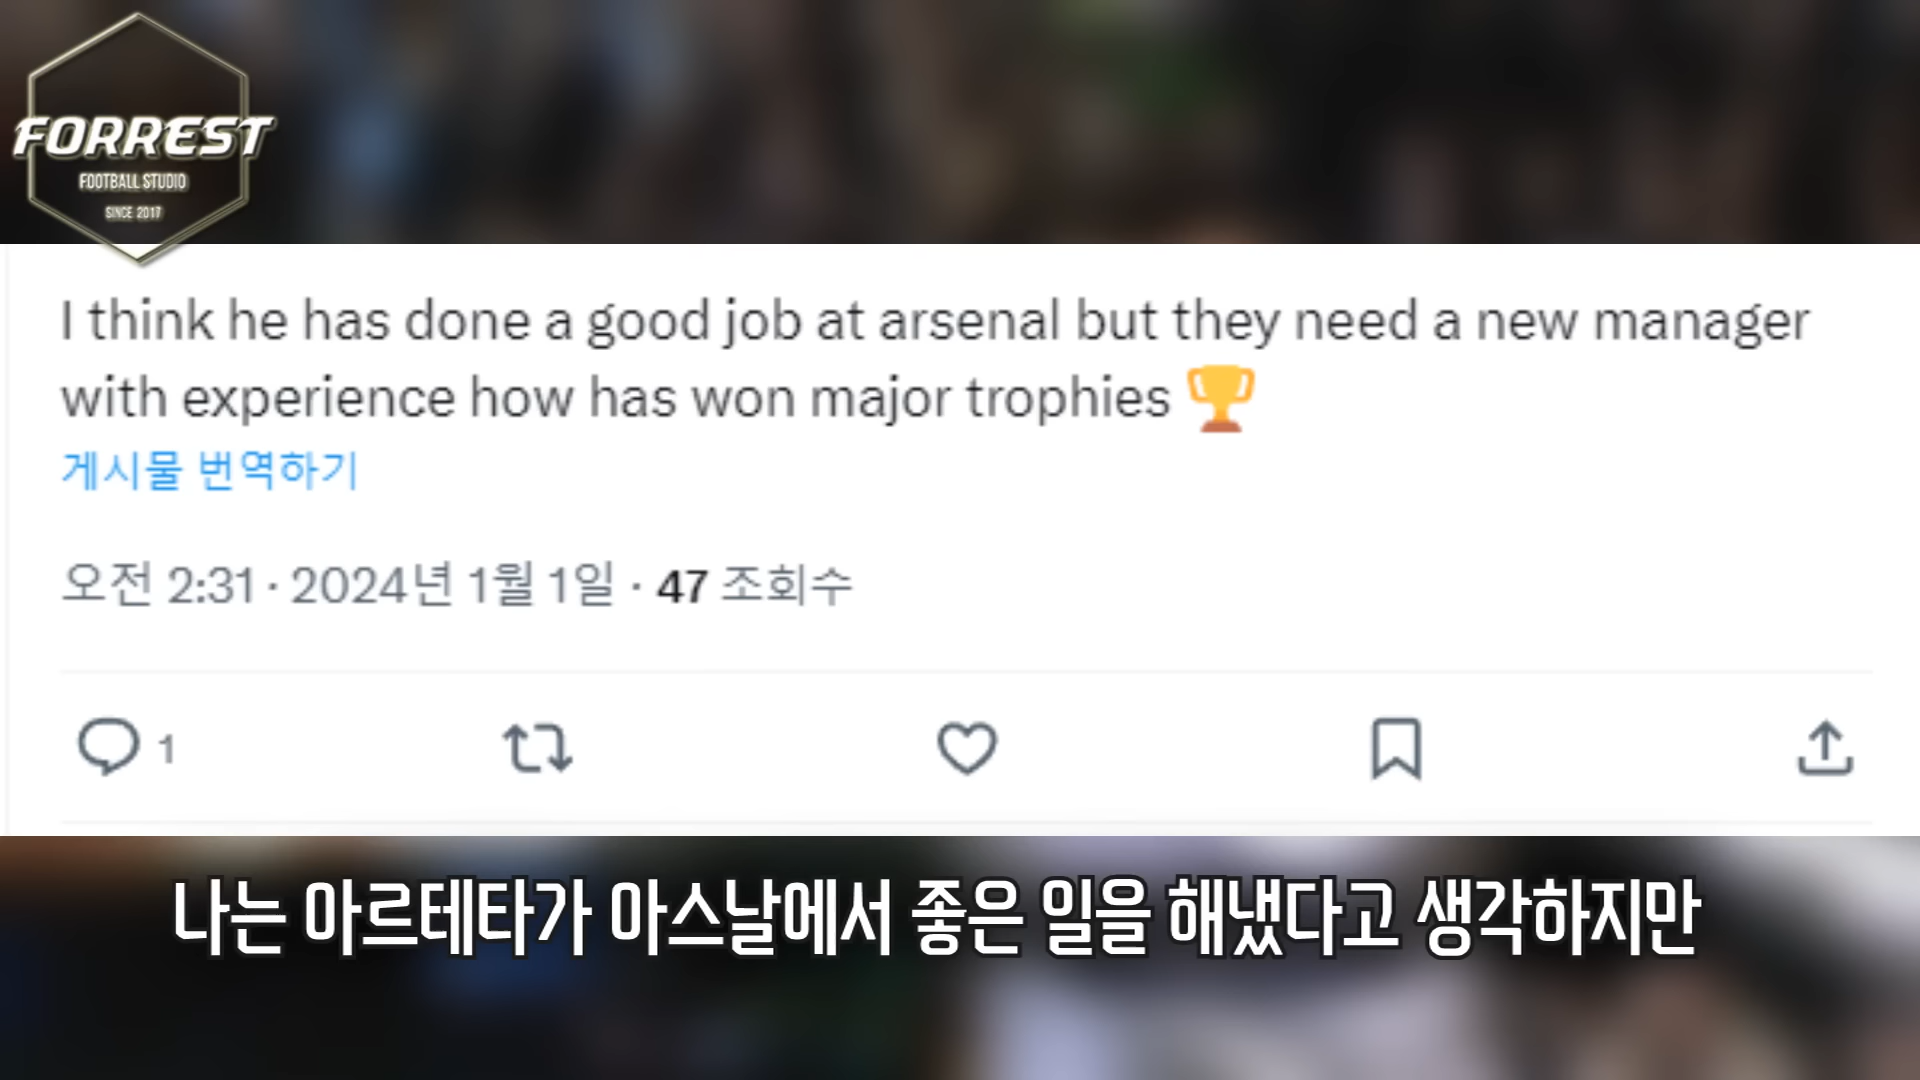 FORREST
FOOTBALL STUDIO
SINCE 2017
I think he has done a good job at arsenal but they need a new manager
with experience how has won major trophies 🏆
게시물 번역하기
오전 2:31 · 2024년 1월 1일 · 47 조회수
1
나는 아르테타가 아스날에서 좋은 일을 해냈다고 생각하지만